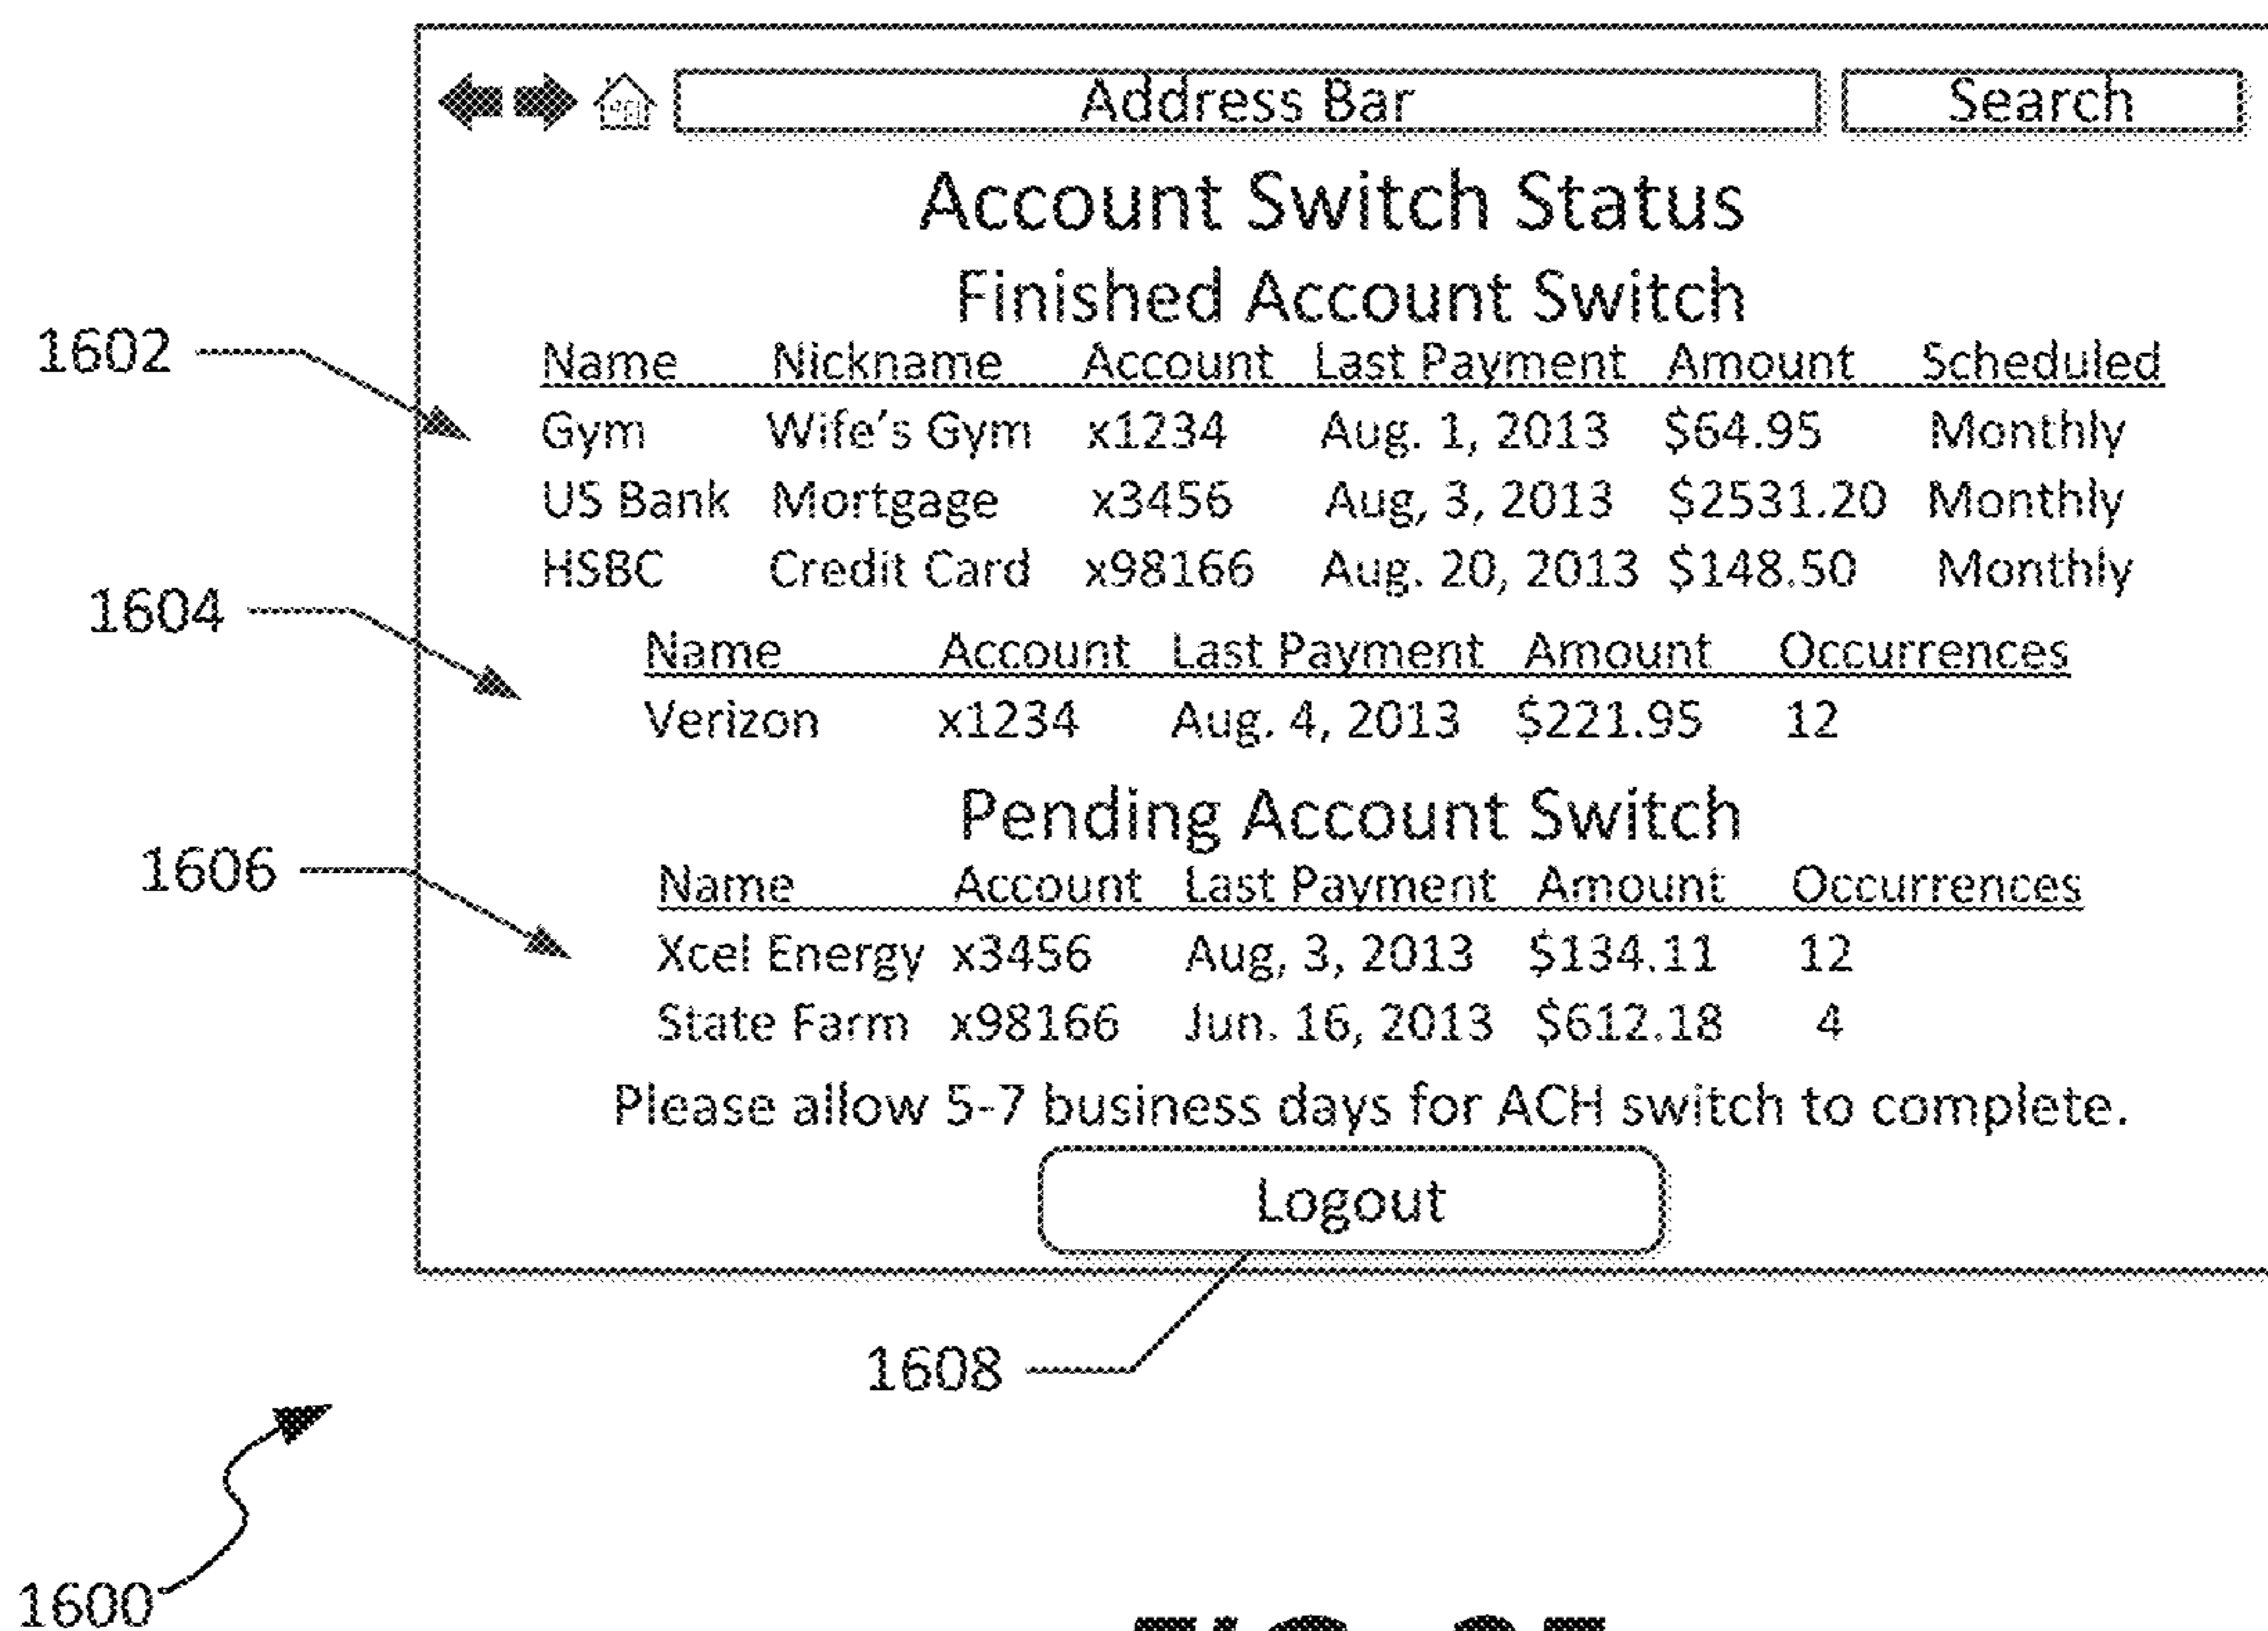 Address Bar Search
Account Switch Status
Finished Account Switch
1602
Name Nickname Account Last Payment Amount Scheduled
Gym Wife's Gym x1234 Aug. 1, 2013 $64.95 Monthly
US Bank Mortgage x3456 Aug, 3, 2013 $2531.20 Monthly
HSBC Credit Card x98166 Aug. 20, 2013 $148.50 Monthly
1604
Name Account Last Payment Amount Occurrences
Verizon x1234 Aug. 4, 2013 $221.95 12
Pending Account Switch
1606
Name Account Last Payment Amount Occurrences
Xcel Energy x3456 Aug, 3, 2013 $134.11 12
State Farm x98166 Jun. 16, 2013 $612.18 4
Please allow 5-7 business days for ACH switch to complete.
Logout
1608
1600